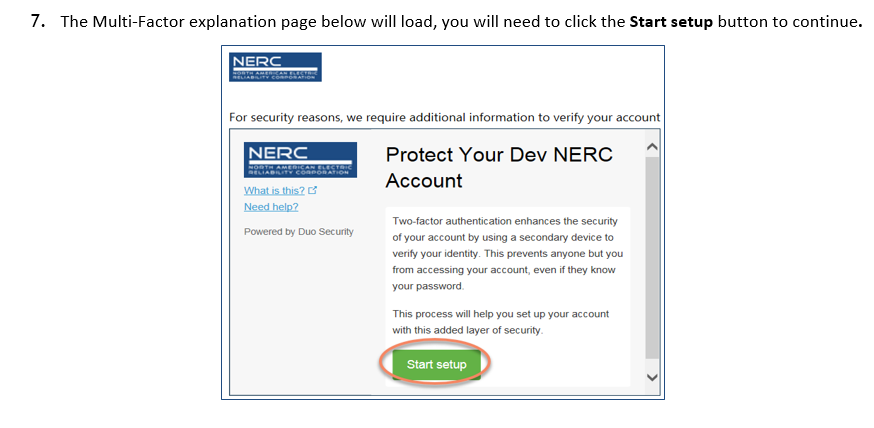 7. The Multi-Factor explanation page below will load, you will need to click the Start setup button to continue.
NERC
NORTH AMERICAN ELECTRIC
RELIABILITY CORPORATION
For security reasons, we require additional information to verify your account
NERC
NORTH AMERICAN ELECTRIC
RELIABILITY CORPORATION
What is this?
Need help?
Powered by Duo Security
Protect Your Dev NERC
Account
Two-factor authentication enhances the security
of your account by using a secondary device to
verify your identity. This prevents anyone but you
from accessing your account, even if they know
your password.
This process will help you set up your account
with this added layer of security.
Start setup